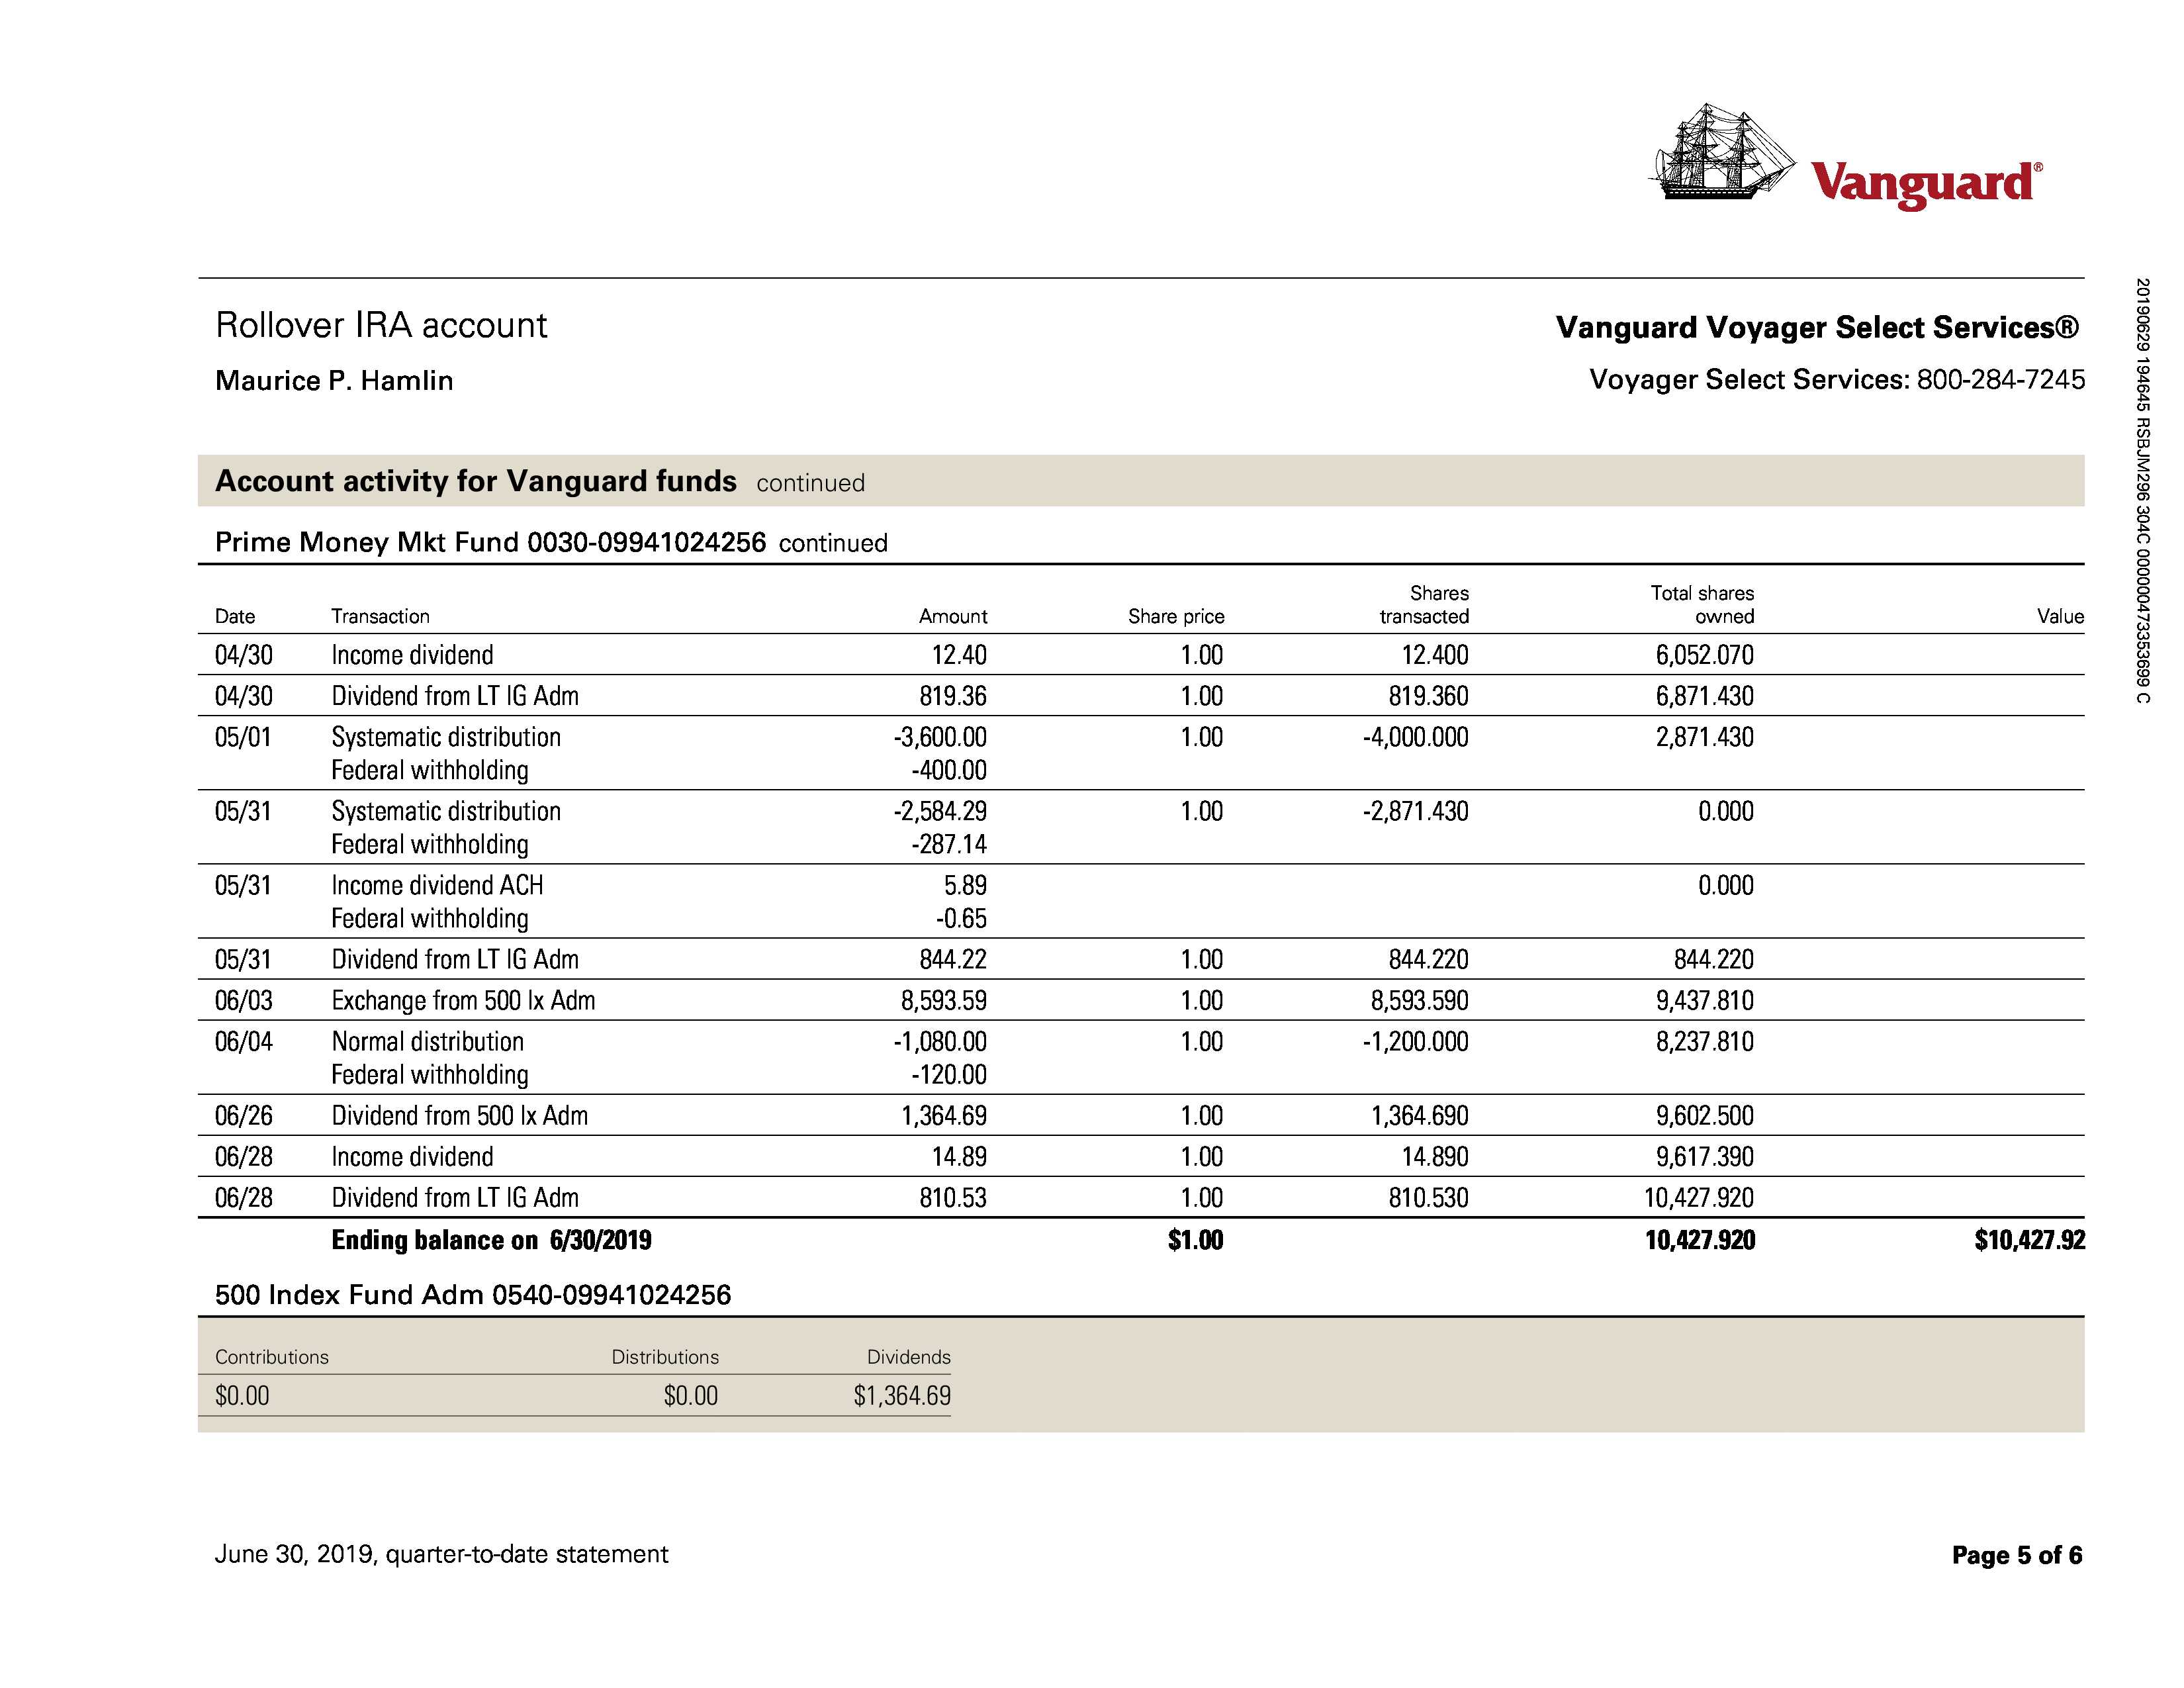 Vanguard®
Rollover IRA account
Vanguard Voyager Select Services®
Maurice P. Hamlin
Voyager Select Services: 800-284-7245
20190629 194645 RSBJM296 304C 000004733353699 C
Account activity for Vanguard funds continued
Prime Money Mkt Fund 0030-09941024256 continued
Date Transaction Amount Share price Shares transacted Total shares owned Value
04/30 Income dividend 12.40 1.00 12.400 6,052.070
04/30 Dividend from LT IG Adm 819.36 1.00 819.360 6,871.430
05/01 Systematic distribution -3,600.00 1.00 -4,000.000 2,871.430
Federal withholding -400.00
05/31 Systematic distribution -2,584.29 1.00 -2,871.430 0.000
Federal withholding -287.14
05/31 Income dividend ACH 5.89 0.000
Federal withholding -0.65
05/31 Dividend from LT IG Adm 844.22 1.00 844.220 844.220
06/03 Exchange from 500 Ix Adm 8,593.59 1.00 8,593.590 9,437.810
06/04 Normal distribution -1,080.00 1.00 -1,200.000 8,237.810
Federal withholding -120.00
06/26 Dividend from 500 Ix Adm 1,364.69 1.00 1,364.690 9,602.500
06/28 Income dividend 14.89 1.00 14.890 9,617.390
06/28 Dividend from LT IG Adm 810.53 1.00 810.530 10,427.920
Ending balance on 6/30/2019 $1.00 10,427.920 $10,427.92
500 Index Fund Adm 0540-09941024256
Contributions Distributions Dividends
$0.00 $0.00 $1,364.69
June 30, 2019, quarter-to-date statement
Page 5 of 6